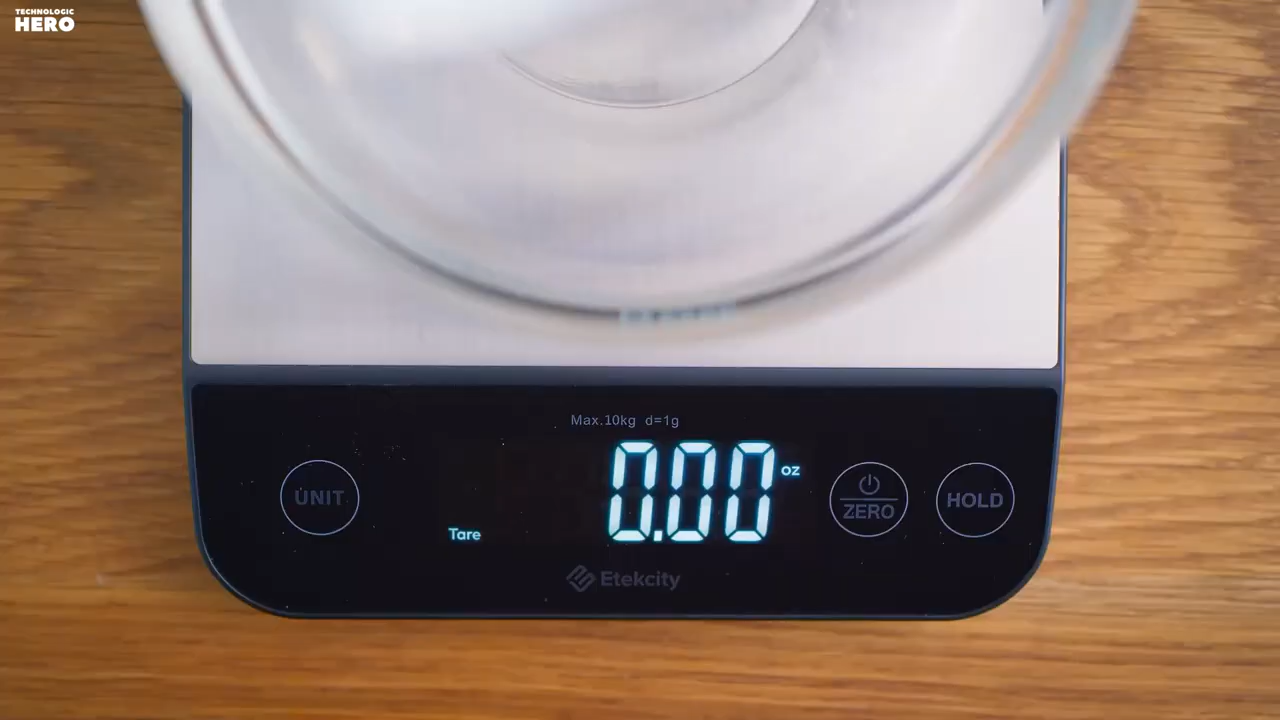 TECHNOLOGIC
HERO
Max.10kg d=1g
UNIT
Tare
0.00 oz
ZERO
HOLD
Etekcity